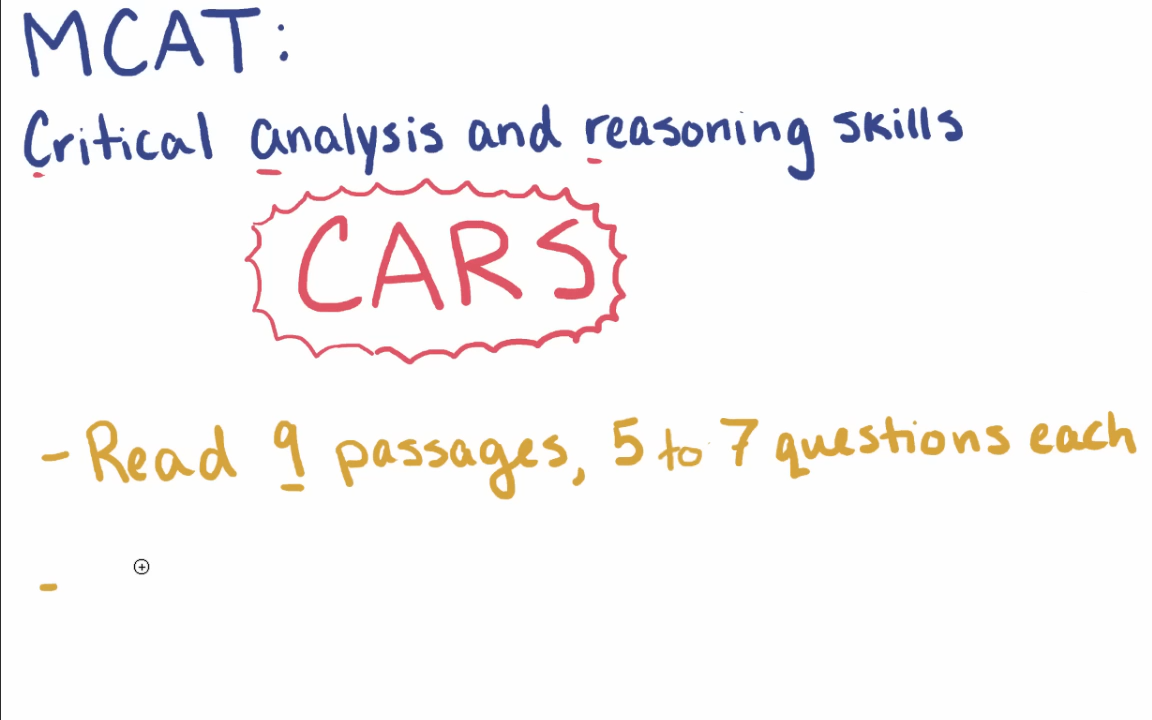 MCAT:
Critical analysis and reasoning skills
CARS
- Read 9 passages, 5 to 7 questions each
-